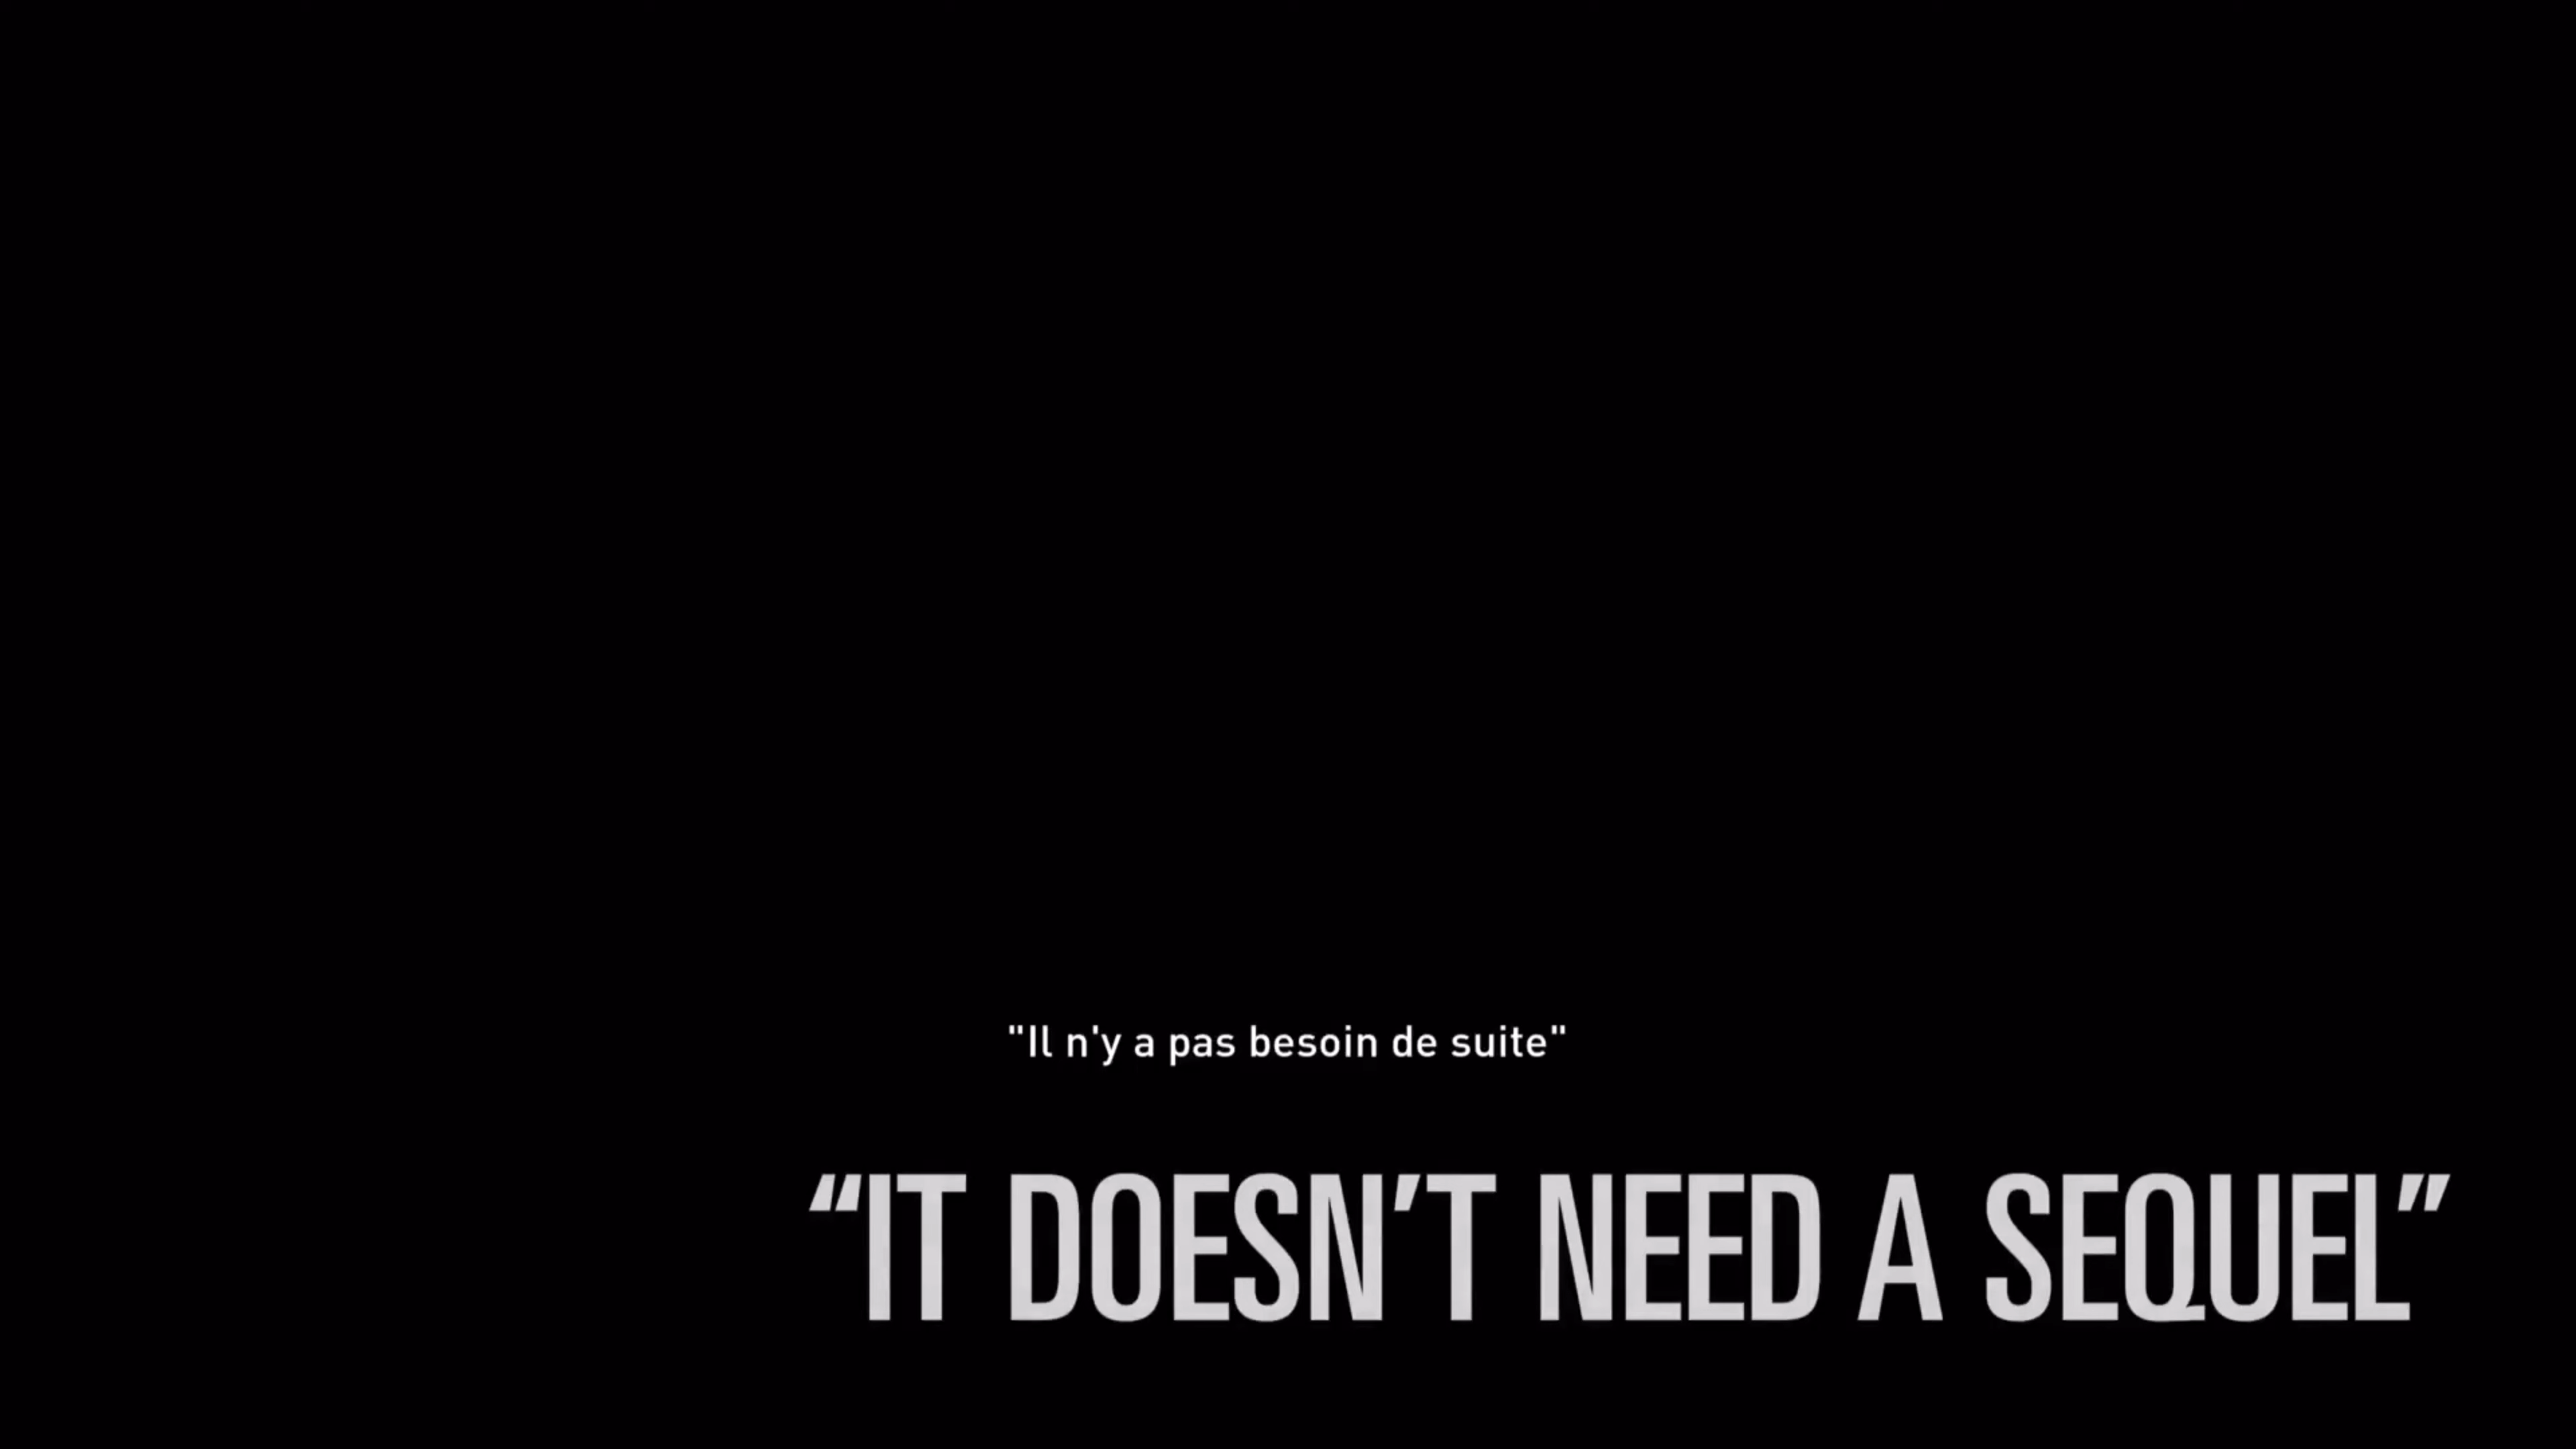 "Il n'y a pas besoin de suite"
“IT DOESN’T NEED A SEQUEL”